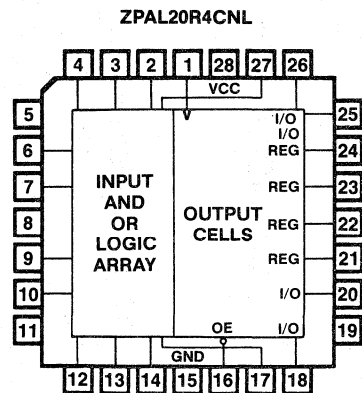 ZPAL20R4CNL
4 3 2 1 28 27 26
VCC
5 I/O 25
I/O
6 REG 24
7 INPUT REG 23
AND
8 OR OUTPUT REG 22
LOGIC CELLS
9 ARRAY REG 21
10 I/O 20
11 OE I/O 19
GND
12 13 14 15 16 17 18